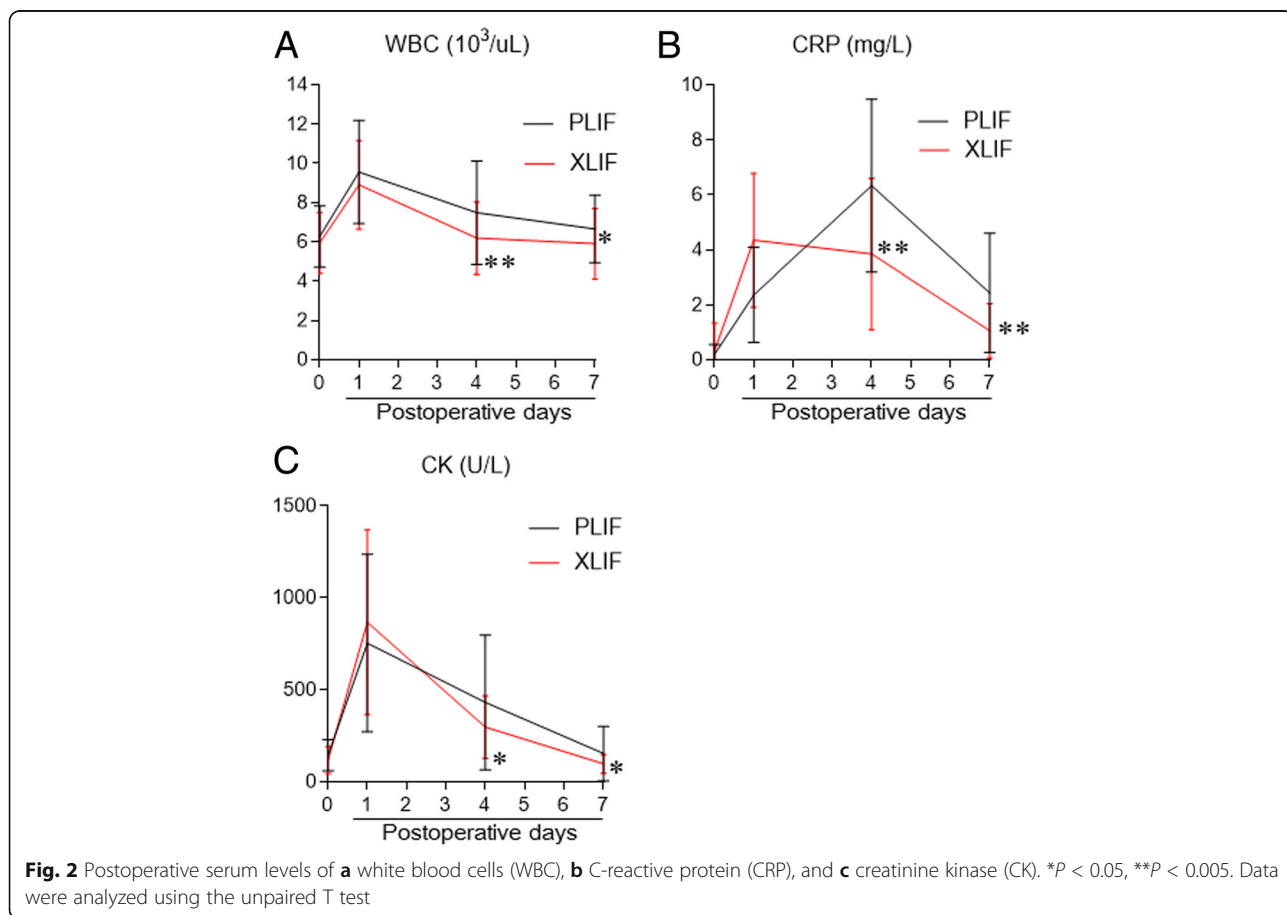 A
WBC (10³/uL)
14
12
10
8
6
4
2
0
PLIF
XLIF
**
*
0 1 2 3 4 5 6 7
Postoperative days
B
CRP (mg/L)
10
8
6
4
2
0
PLIF
XLIF
**
**
0 1 2 3 4 5 6 7
Postoperative days
C
CK (U/L)
1500
1000
500
0
PLIF
XLIF
*
*
0 1 2 3 4 5 6 7
Postoperative days
Fig. 2 Postoperative serum levels of a white blood cells (WBC), b C-reactive protein (CRP), and c creatinine kinase (CK). *P < 0.05, **P < 0.005. Data
were analyzed using the unpaired T test